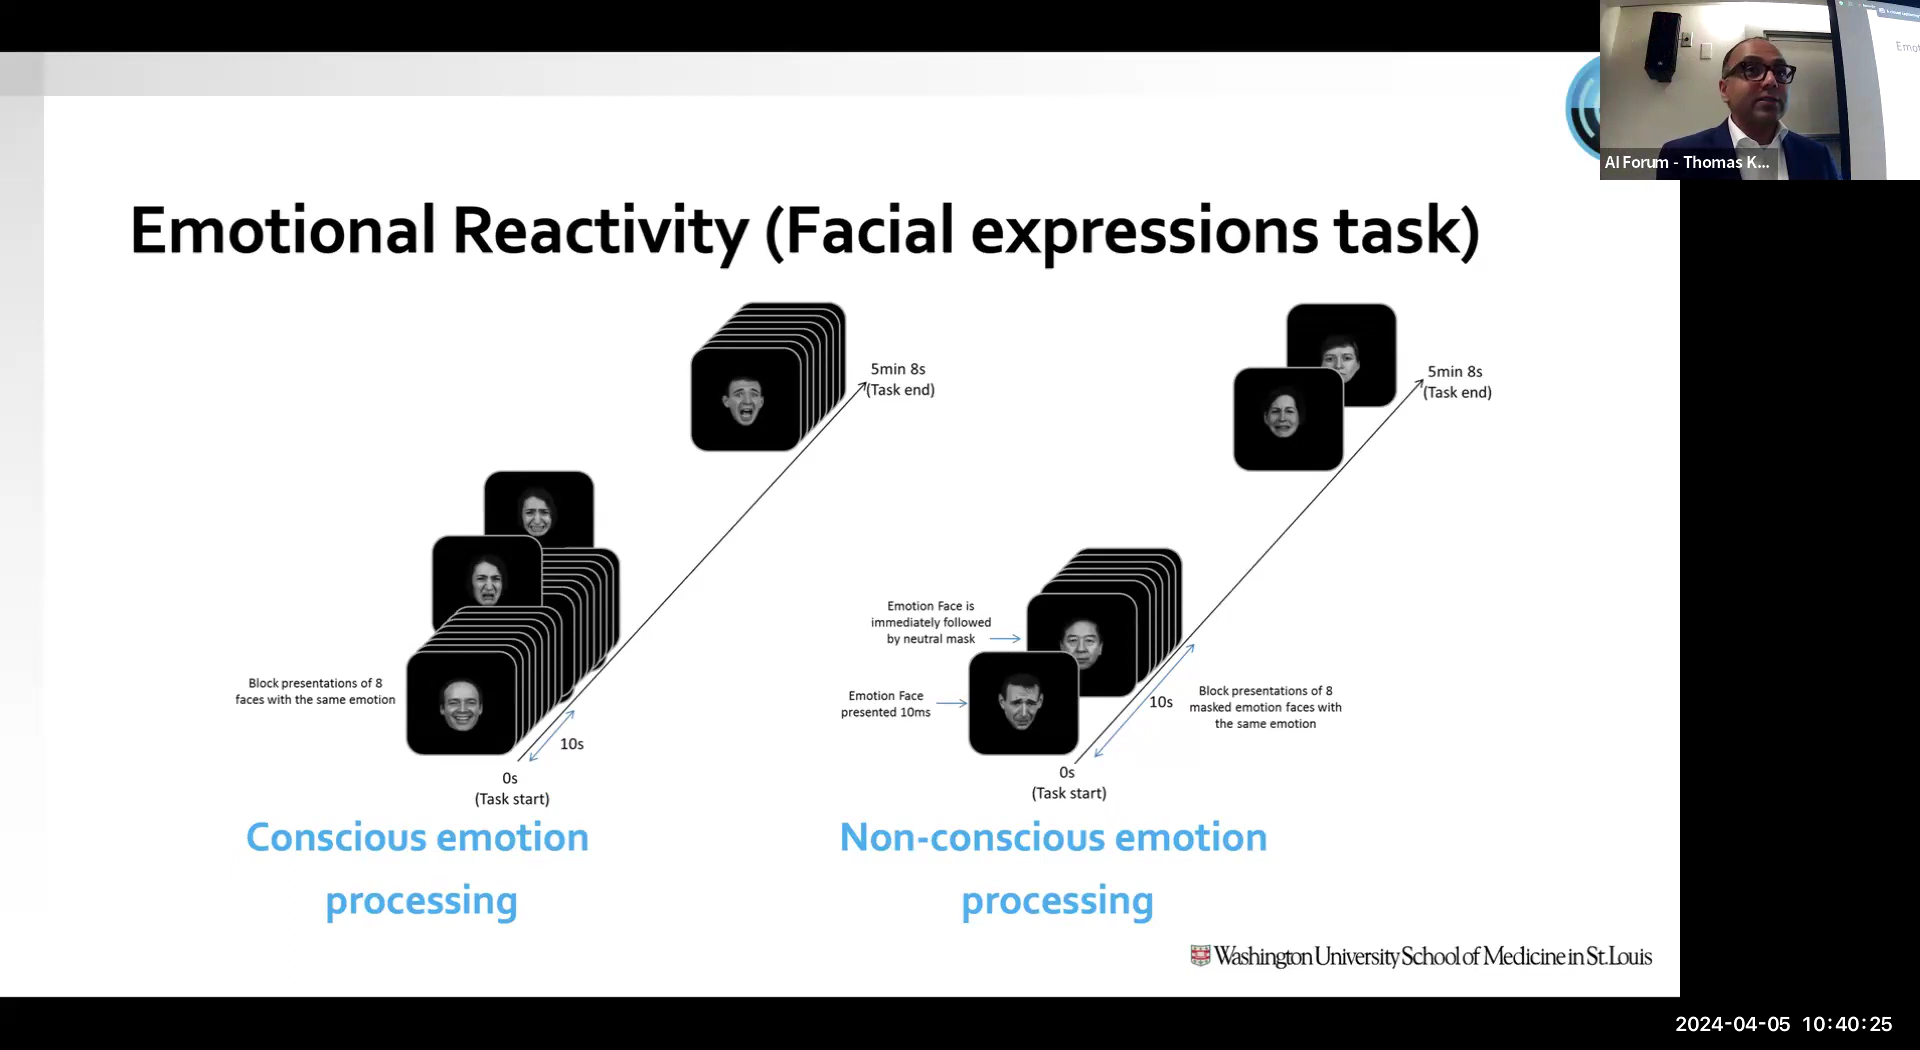 Emot
AI Forum - Thomas K...
Emotional Reactivity (Facial expressions task)
5min 8s
(Task end)
Block presentations of 8
faces with the same emotion
10s
0s
(Task start)
Conscious emotion
processing
5min 8s
(Task end)
Emotion Face is
immediately followed
by neutral mask
Emotion Face
presented 10ms
10s
Block presentations of 8
masked emotion faces with
the same emotion
0s
(Task start)
Non-conscious emotion
processing
Washington University School of Medicine in St. Louis
2024-04-05 10:40:25